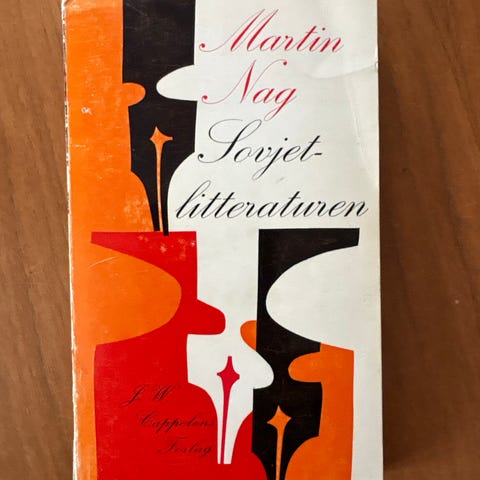 Martin
Nag
Sovjet-
litteraturen
J. W.
Cappelens
Forlag